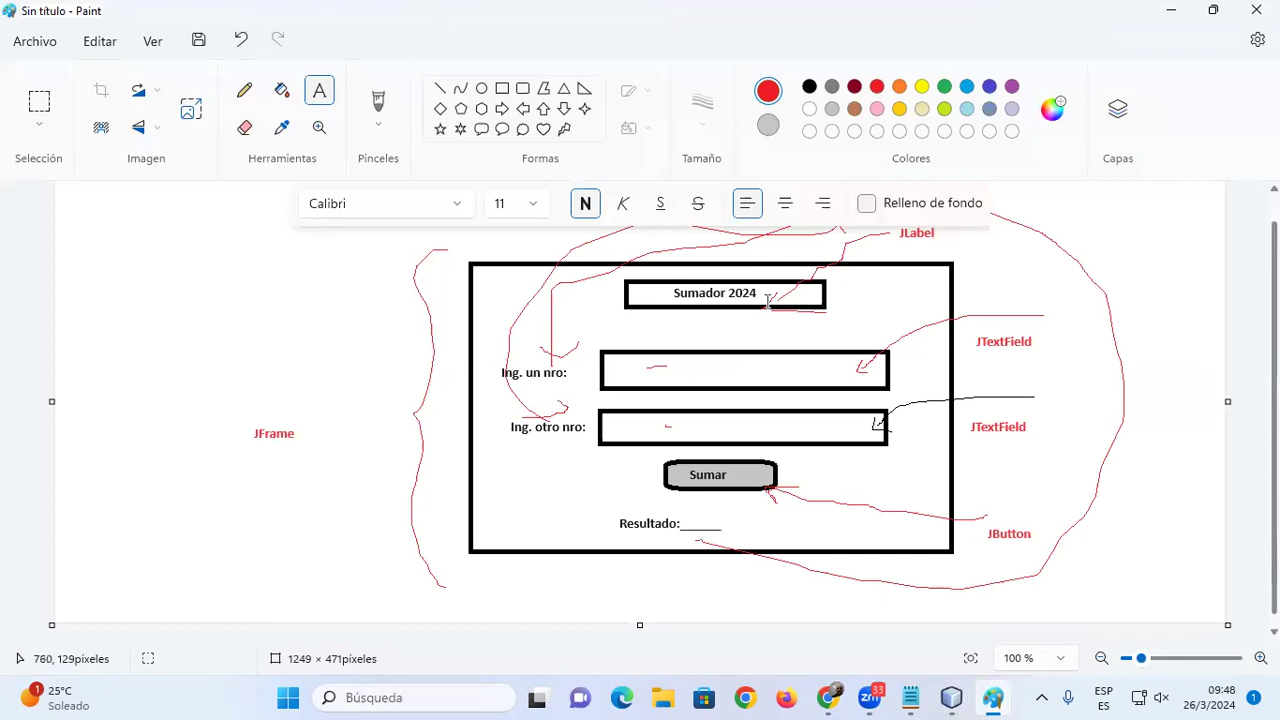 Sin título - Paint
Archivo Editar Ver
Selección Imagen Herramientas Pinceles Formas Tamaño Colores Capas
Calibri 11 N K S S Relleno de fondo
JLabel
Sumador 2024
JTextField
Ing. un nro:
Ing. otro nro: JTextField
JFrame
Sumar
Resultado:______
JButton
760, 129píxeles 1249 × 471píxeles 100 %
1 25°C
Soleado
Búsqueda
33
ESP
ES
09:48
26/3/2024
1